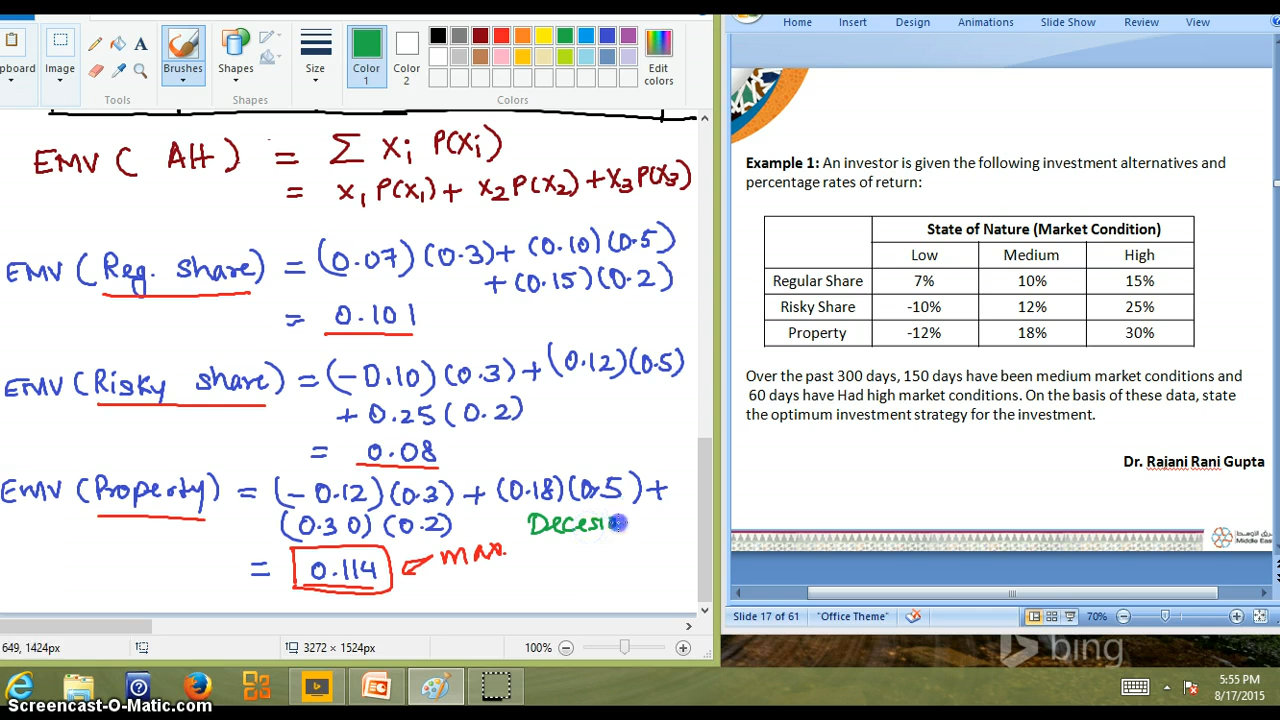 Clipboard
Image
Tools
Brushes
Shapes
Shapes
Size
Color 1
Color 2
Edit colors
Colors
EMV( Alt ) = ∑ Xi P(Xi)
= X1 P(X1) + X2 P(X2) + X3 P(X3)
EMV (Reg. share) = (0.07)(0.3) + (0.10)(0.5)
+ (0.15)(0.2)
= 0.101
EMV(Risky share) = (-0.10)(0.3) + (0.12)(0.5)
+ 0.25 (0.2)
= 0.08
EMV (Property) = (-0.12)(0.3) + (0.18)(0.5) +
(0.30) (0.2) Decesi
= 0.114 max.
649, 1424px 3272 × 1524px 100%
Home Insert Design Animations Slide Show Review View
Example 1: An investor is given the following investment alternatives and
percentage rates of return:
State of Nature (Market Condition)
Low Medium High
Regular Share 7% 10% 15%
Risky Share -10% 12% 25%
Property -12% 18% 30%
Over the past 300 days, 150 days have been medium market conditions and
60 days have Had high market conditions. On the basis of these data, state
the optimum investment strategy for the investment.
Dr. Rajani Rani Gupta
Middle East
Slide 17 of 61 "Office Theme" 70%
bing
5:55 PM
8/17/2015
Screencast-O-Matic.com